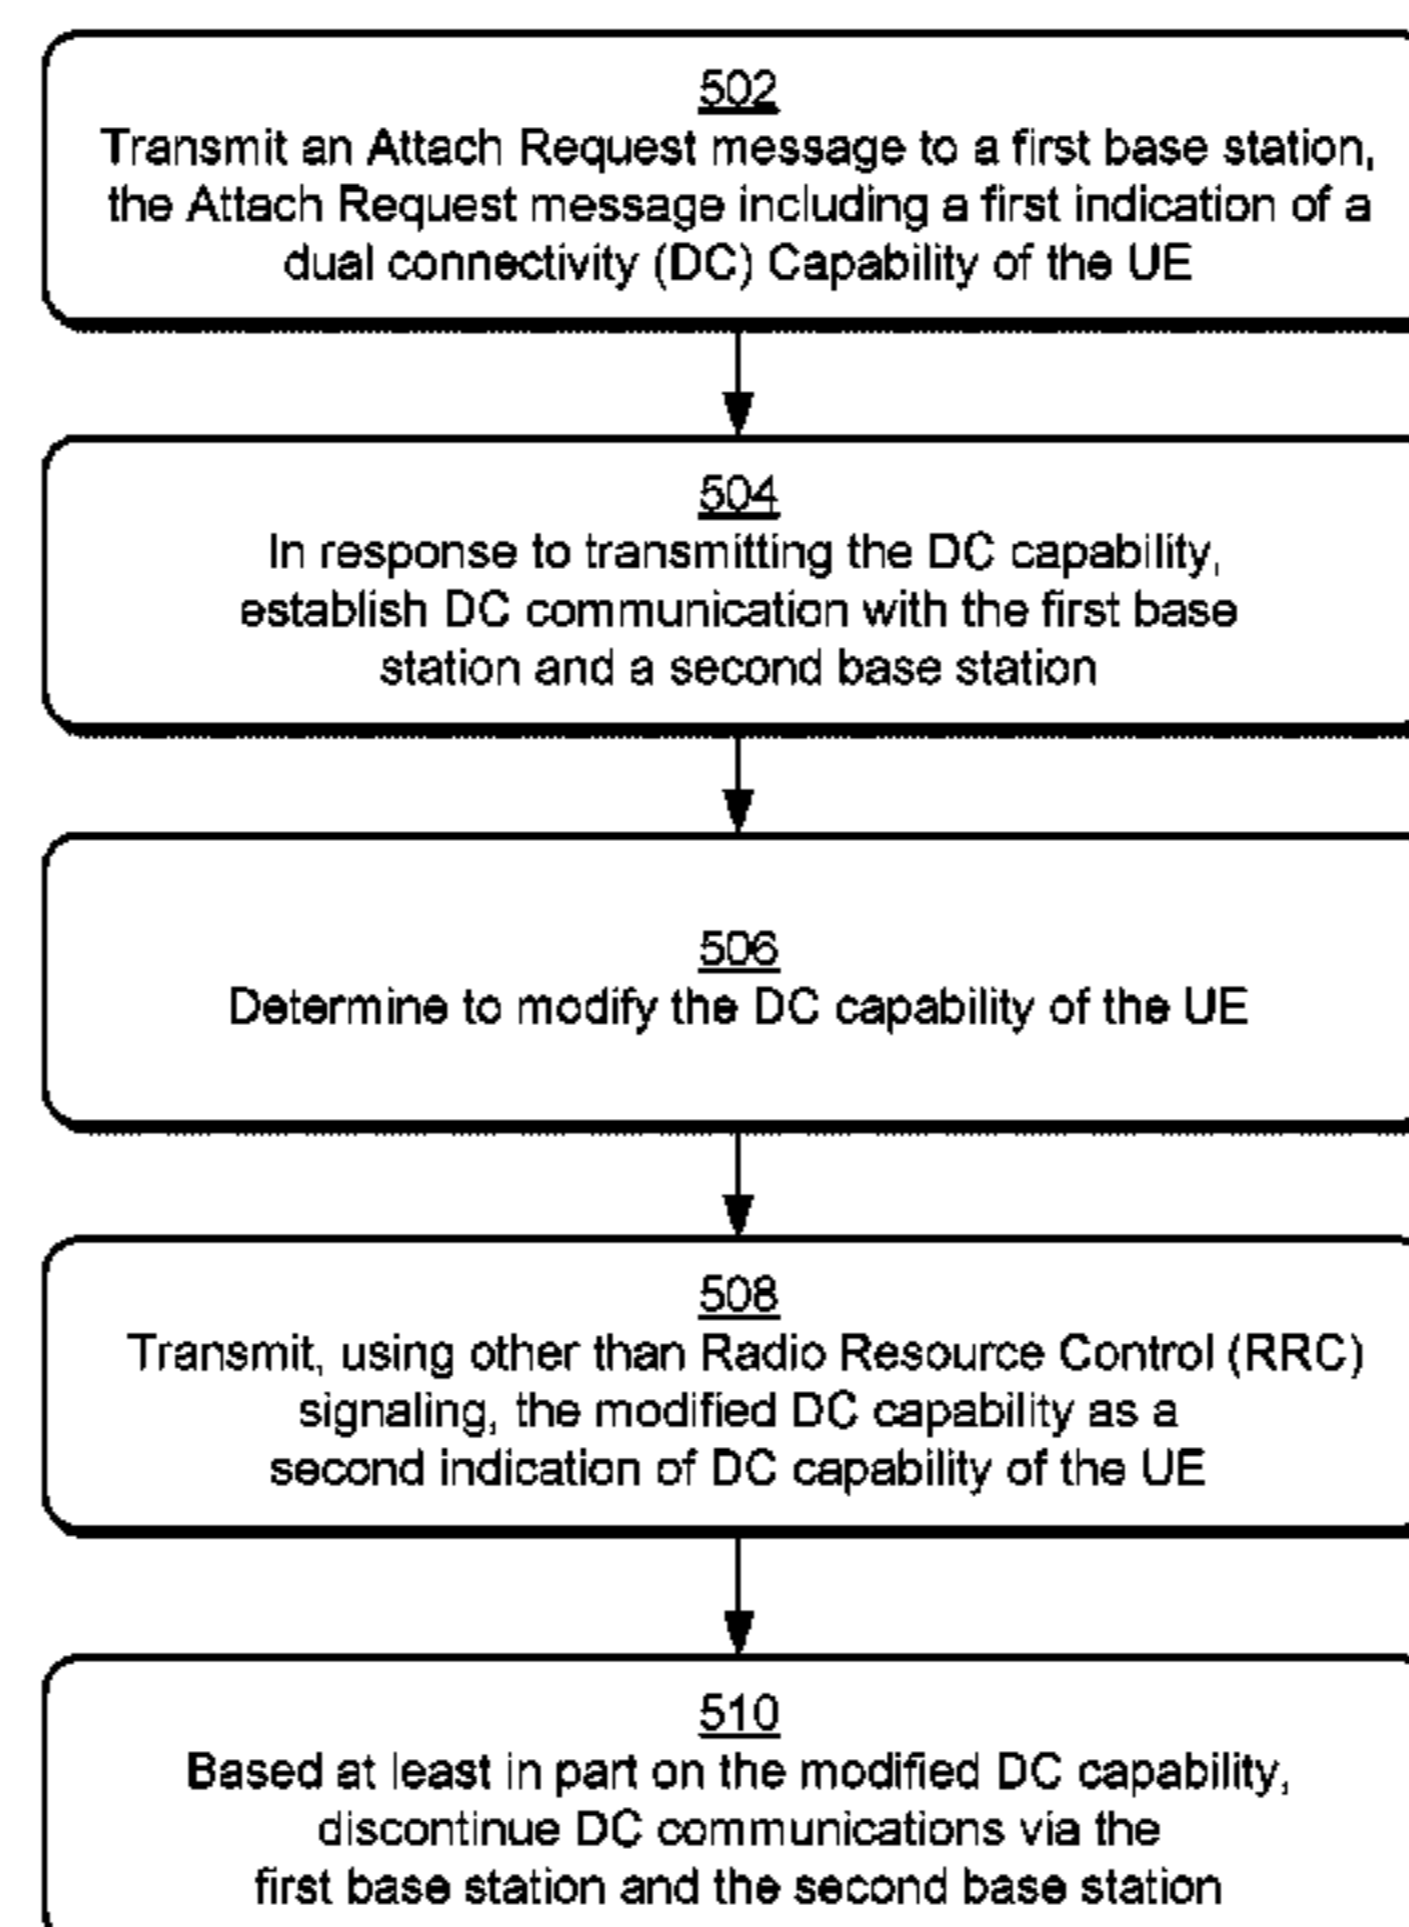 502
Transmit an Attach Request message to a first base station,
the Attach Request message including a first indication of a
dual connectivity (DC) Capability of the UE
504
In response to transmitting the DC capability,
establish DC communication with the first base
station and a second base station
506
Determine to modify the DC capability of the UE
508
Transmit, using other than Radio Resource Control (RRC)
signaling, the modified DC capability as a
second indication of DC capability of the UE
510
Based at least in part on the modified DC capability,
discontinue DC communications via the
first base station and the second base station